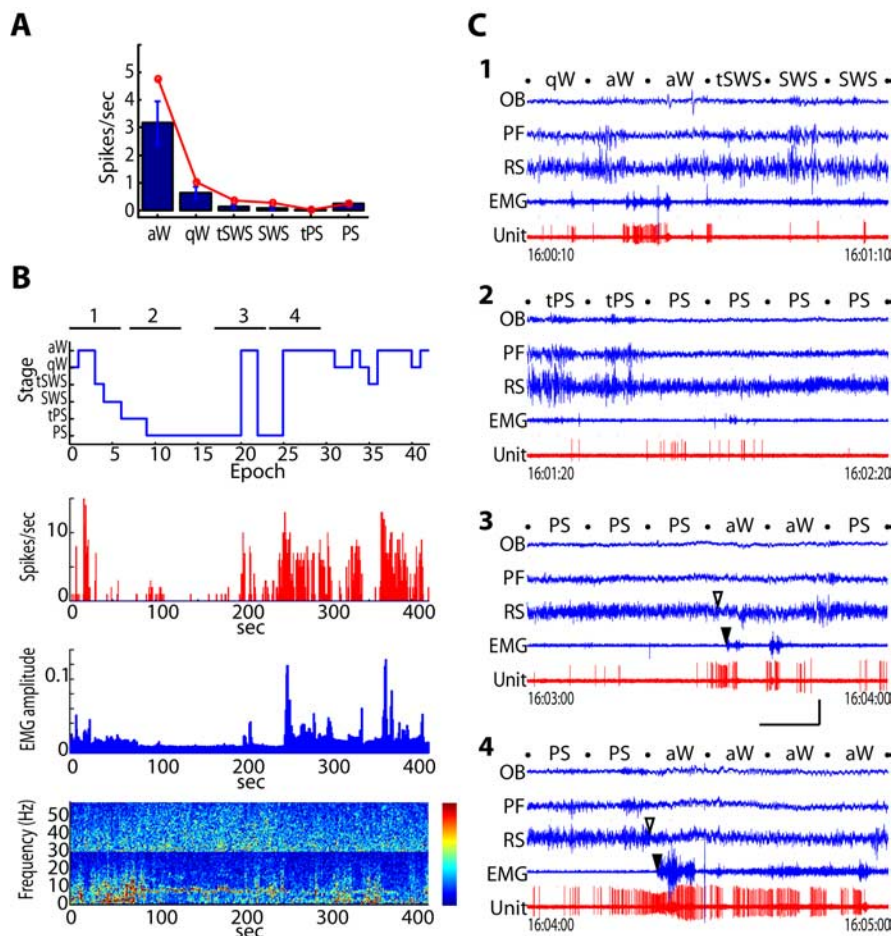 A
Spikes/sec
5
4
3
2
1
0
aW qW tSWS SWS tPS PS
B
1 2 3 4
Stage
aW
qW
tSWS
SWS
tPS
PS
0 5 10 15 20 25 30 35 40
Epoch
Spikes/sec
10
0
0 100 200 300 400
sec
EMG amplitude
0.1
0
0 100 200 300 400
sec
Frequency (Hz)
50
40
30
20
10
0
0 100 200 300 400
sec
C
1
• qW • aW • aW • tSWS • SWS • SWS •
OB
PF
RS
EMG
Unit
16:00:10 16:01:10
2
• tPS • tPS • PS • PS • PS • PS •
OB
PF
RS
EMG
Unit
16:01:20 16:02:20
3
• PS • PS • PS • aW • aW • PS •
OB
PF
RS
EMG
Unit
16:03:00 16:04:00
4
• PS • PS • aW • aW • aW • aW •
OB
PF
RS
EMG
Unit
16:04:00 16:05:00